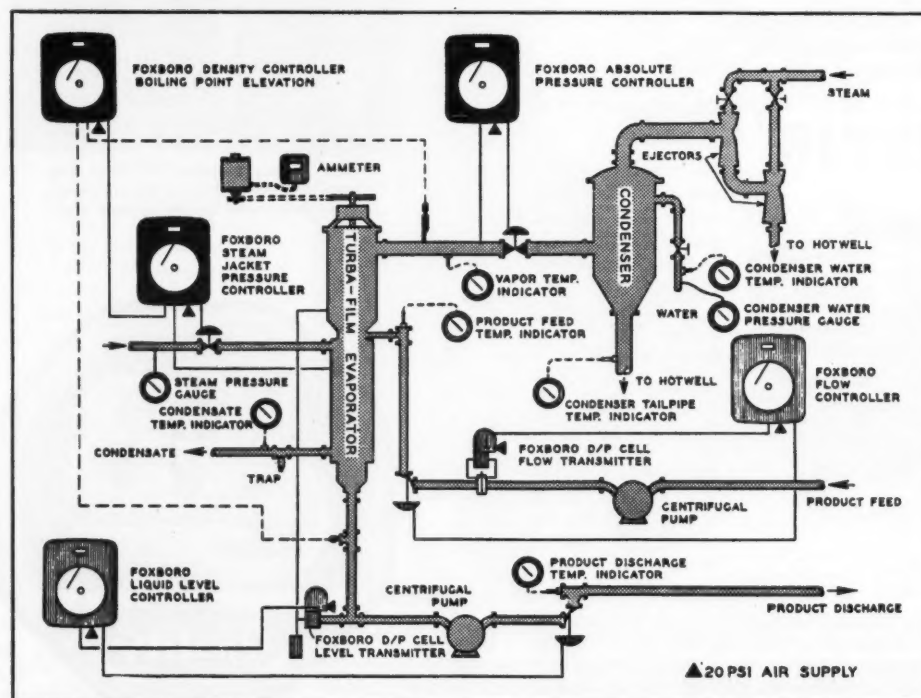 FOXBORO DENSITY CONTROLLER
BOILING POINT ELEVATION
FOXBORO ABSOLUTE
PRESSURE CONTROLLER
STEAM
AMMETER
EJECTORS
CONDENSER
TO HOTWELL
FOXBORO
STEAM
JACKET
PRESSURE
CONTROLLER
TURBA-FILM EVAPORATOR
VAPOR TEMP.
INDICATOR
CONDENSER WATER
TEMP. INDICATOR
PRODUCT FEED
TEMP. INDICATOR
WATER
CONDENSER WATER
PRESSURE GAUGE
STEAM PRESSURE
GAUGE
TO HOTWELL
CONDENSER TAILPIPE
TEMP. INDICATOR
FOXBORO
FLOW
CONTROLLER
CONDENSATE
TEMP. INDICATOR
CONDENSATE
TRAP
FOXBORO D/P CELL
FLOW TRANSMITTER
CENTRIFUGAL
PUMP
PRODUCT FEED
FOXBORO
LIQUID LEVEL
CONTROLLER
CENTRIFUGAL
PUMP
PRODUCT DISCHARGE
TEMP. INDICATOR
PRODUCT DISCHARGE
FOXBORO D/P CELL
LEVEL TRANSMITTER
▲20 PSI AIR SUPPLY